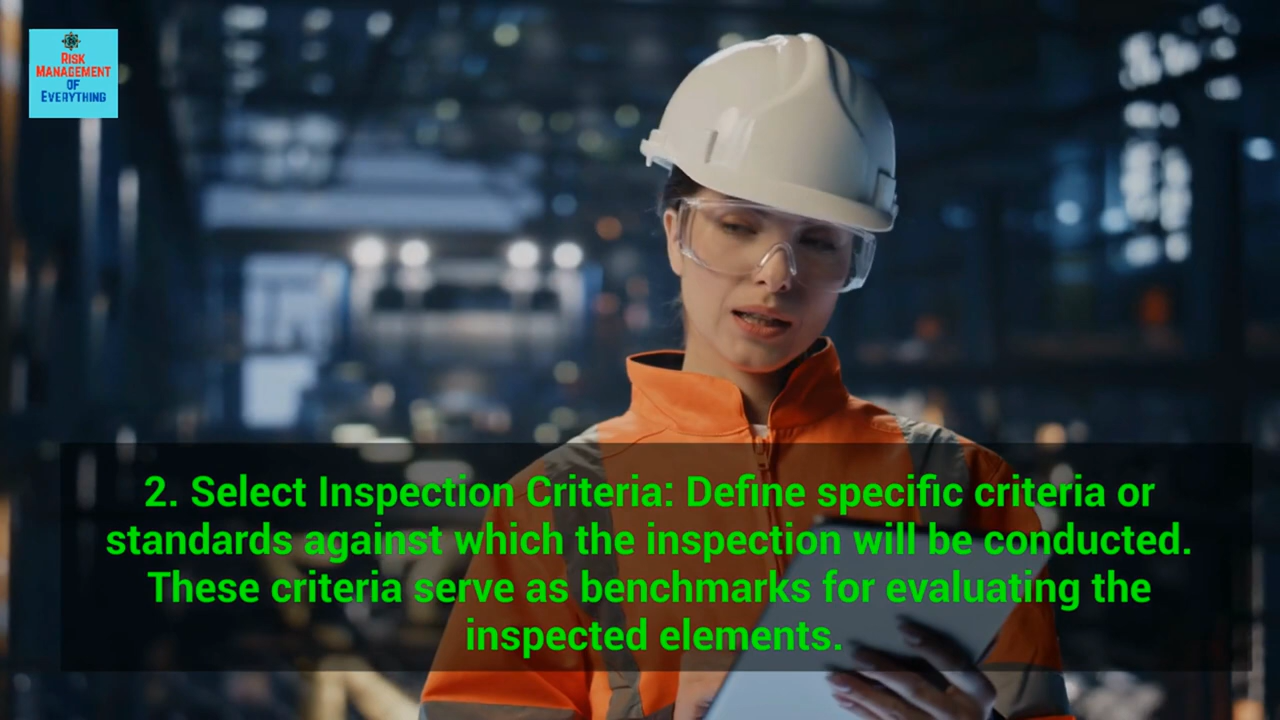 RISK
MANAGEMENT
OF
EVERYTHING
2. Select Inspection Criteria: Define specific criteria or
standards against which the inspection will be conducted.
These criteria serve as benchmarks for evaluating the
inspected elements.